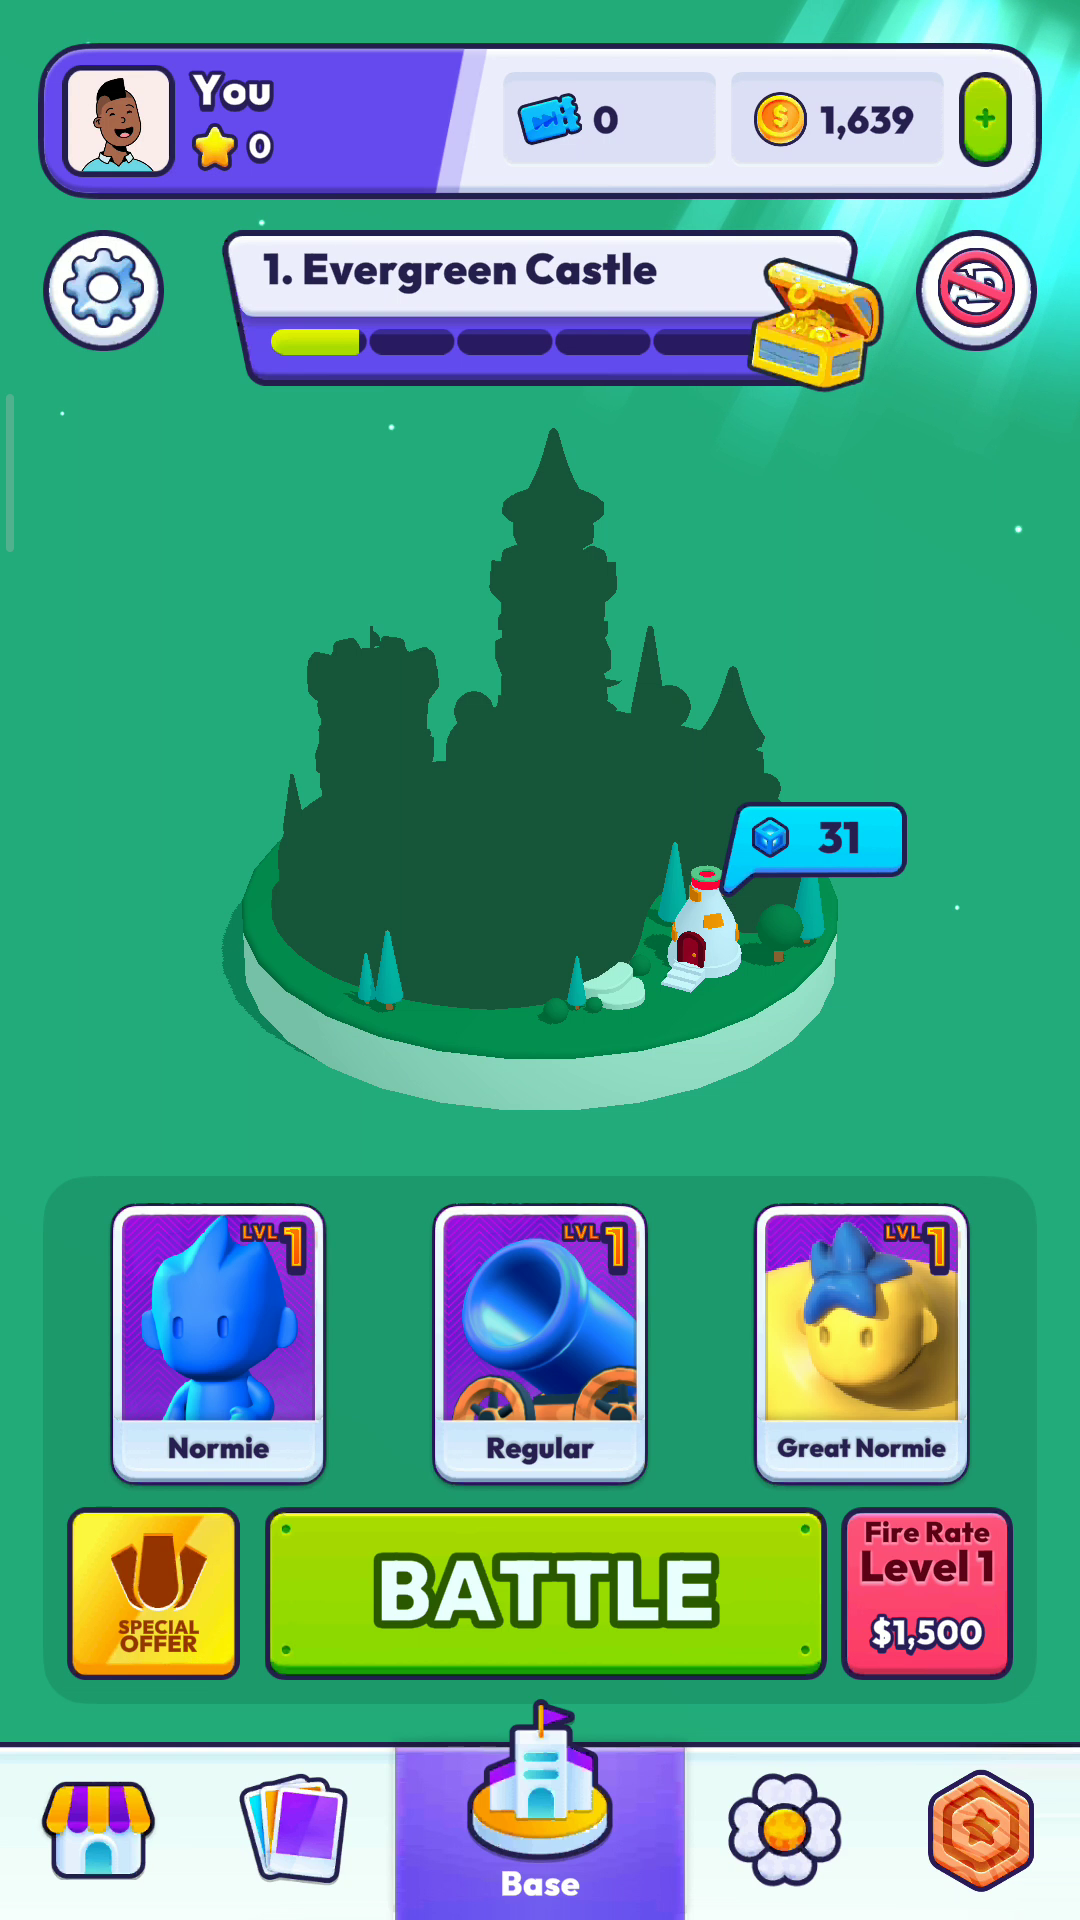 You
0
0
1,639
1. Evergreen Castle
AD
31
LVL 1
LVL 1
LVL 1
Normie
Regular
Great Normie
SPECIAL
OFFER
BATTLE
Fire Rate
Level 1
$1,500
Base